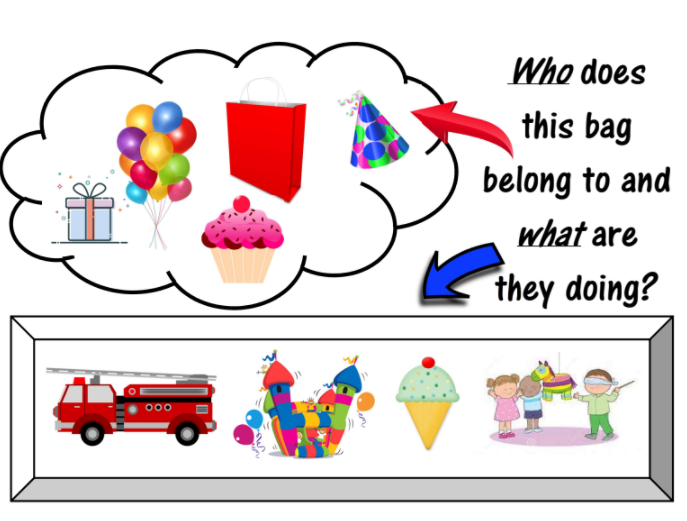 Who does
this bag
belong to and
what are
they doing?